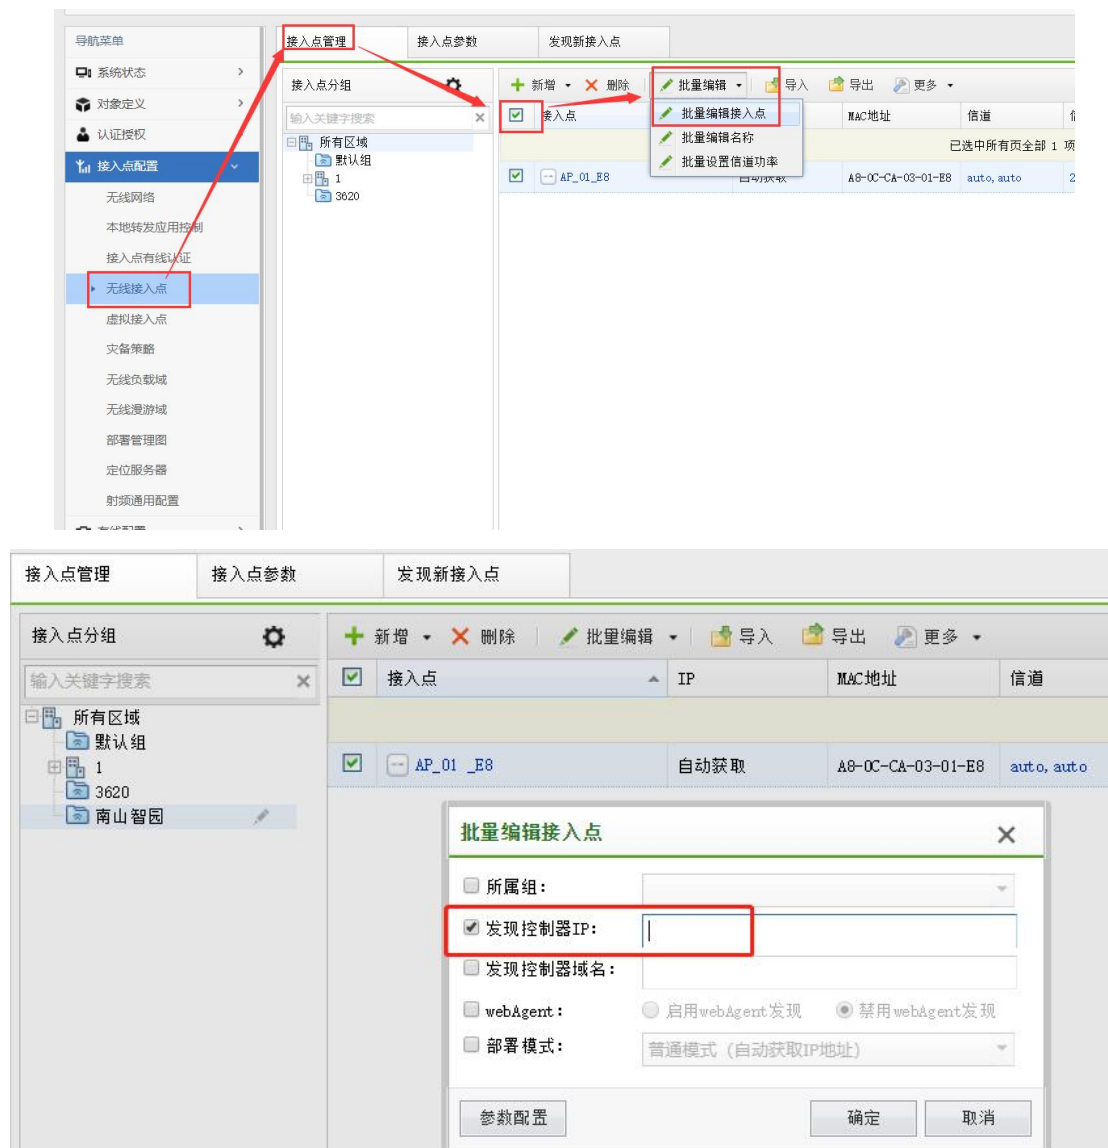 导航菜单
系统状态
对象定义
认证授权
接入点配置
无线网络
本地转发应用控制
接入点有线认证
无线接入点
虚拟接入点
灾备策略
无线负载域
无线漫游域
部署管理图
定位服务器
射频通用配置
接入点管理 接入点参数 发现新接入点
接入点分组
输入关键字搜索
所有区域
默认组
1
3620
新增 删除 批量编辑 导入 导出 更多
接入点 MAC地址 信道
批量编辑接入点
批量编辑名称
批量设置信道功率
已选中所有页全部 1 项
AP_01_E8 自动获取 A8-0C-CA-03-01-E8 auto,auto 2
接入点管理 接入点参数 发现新接入点
接入点分组
输入关键字搜索
所有区域
默认组
1
3620
南山智园
新增 删除 批量编辑 导入 导出 更多
接入点 IP MAC地址 信道
AP_01 _E8 自动获取 A8-0C-CA-03-01-E8 auto,auto
批量编辑接入点
所属组:
发现控制器IP:
发现控制器域名:
webAgent: 启用webAgent发现 禁用webAgent发现
部署模式: 普通模式 (自动获取IP地址)
参数配置 确定 取消